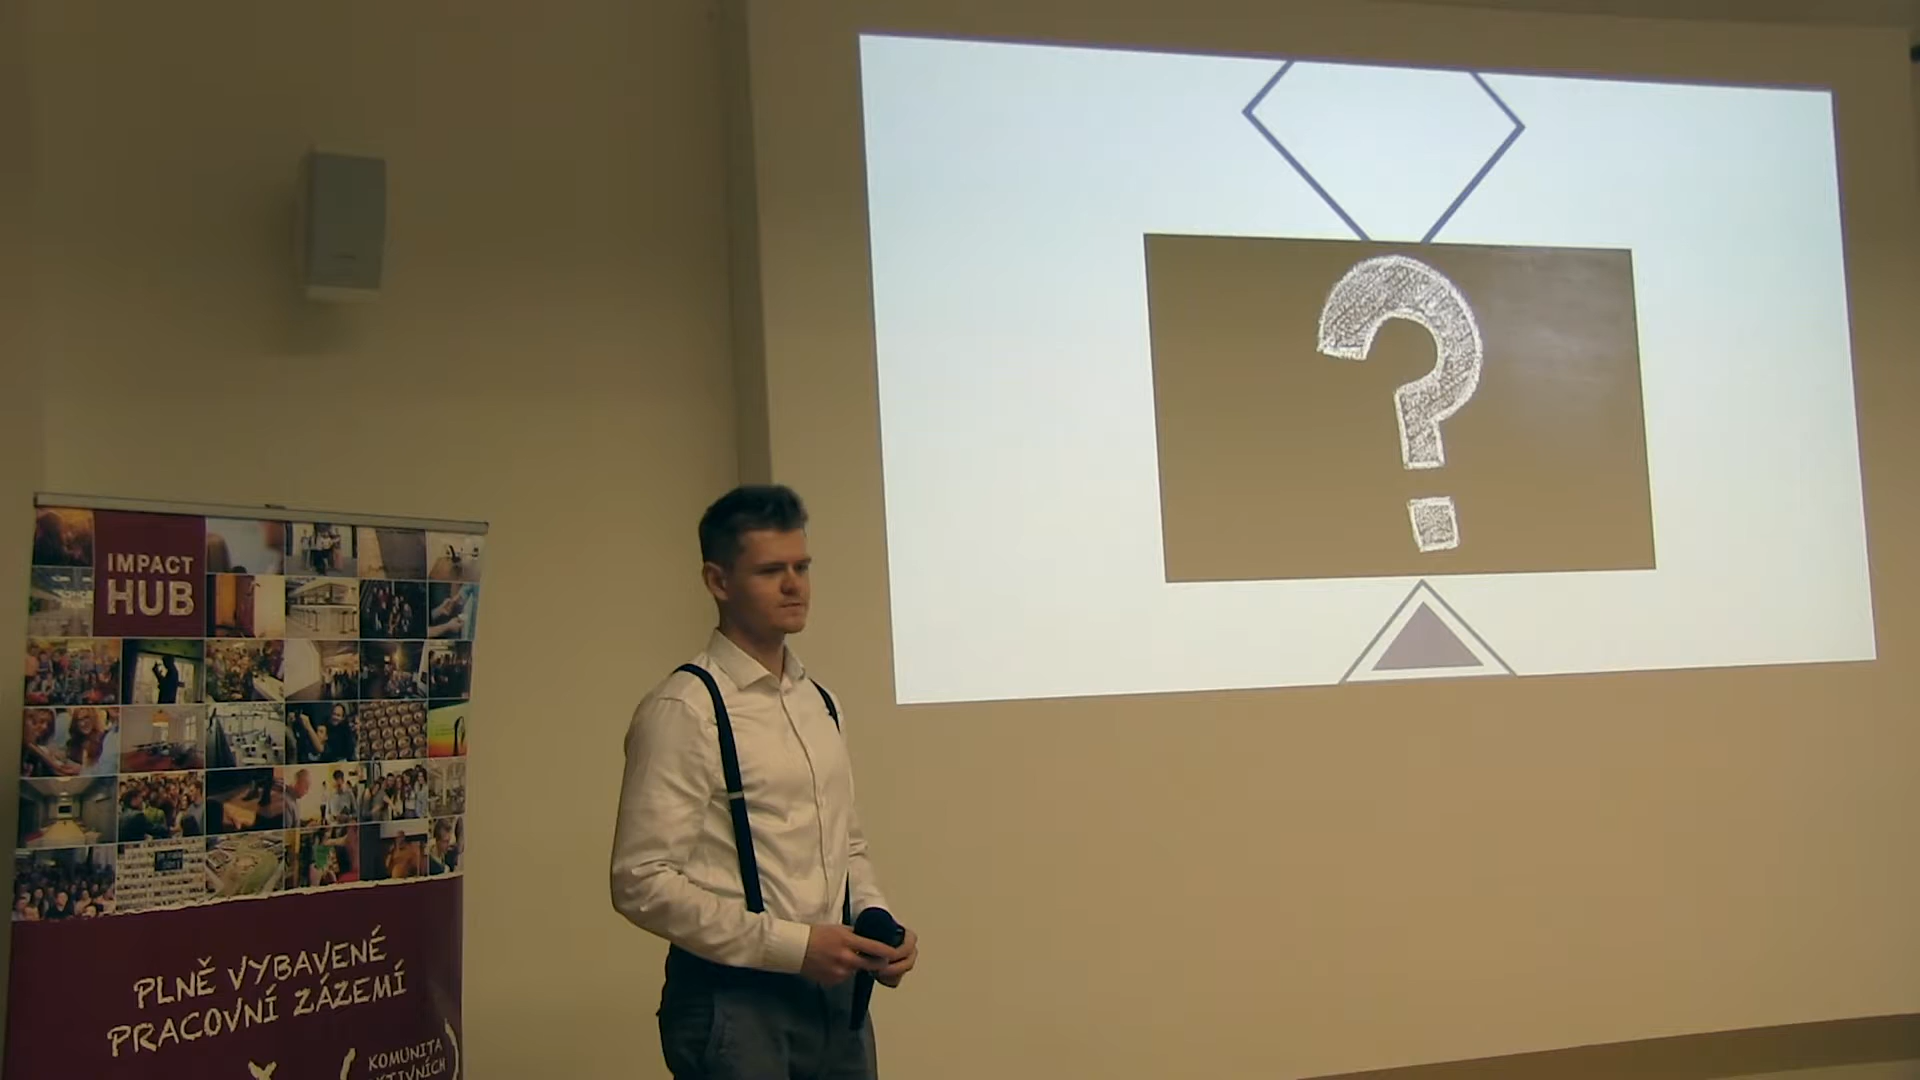 IMPACT
HUB
PLNĚ VYBAVENÉ
PRACOVNÍ ZÁZEMÍ
KOMUNITA
?